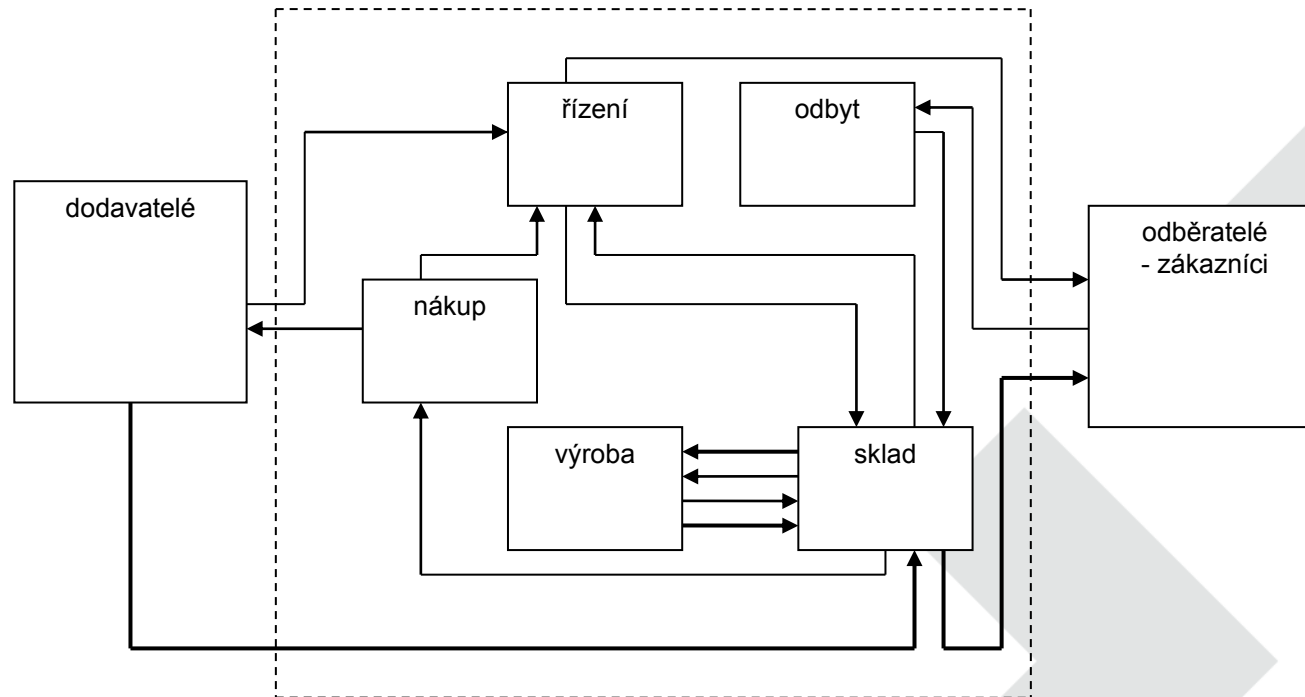 řízení
odbyt
dodavatelé
odběratelé
- zákazníci
nákup
výroba
sklad